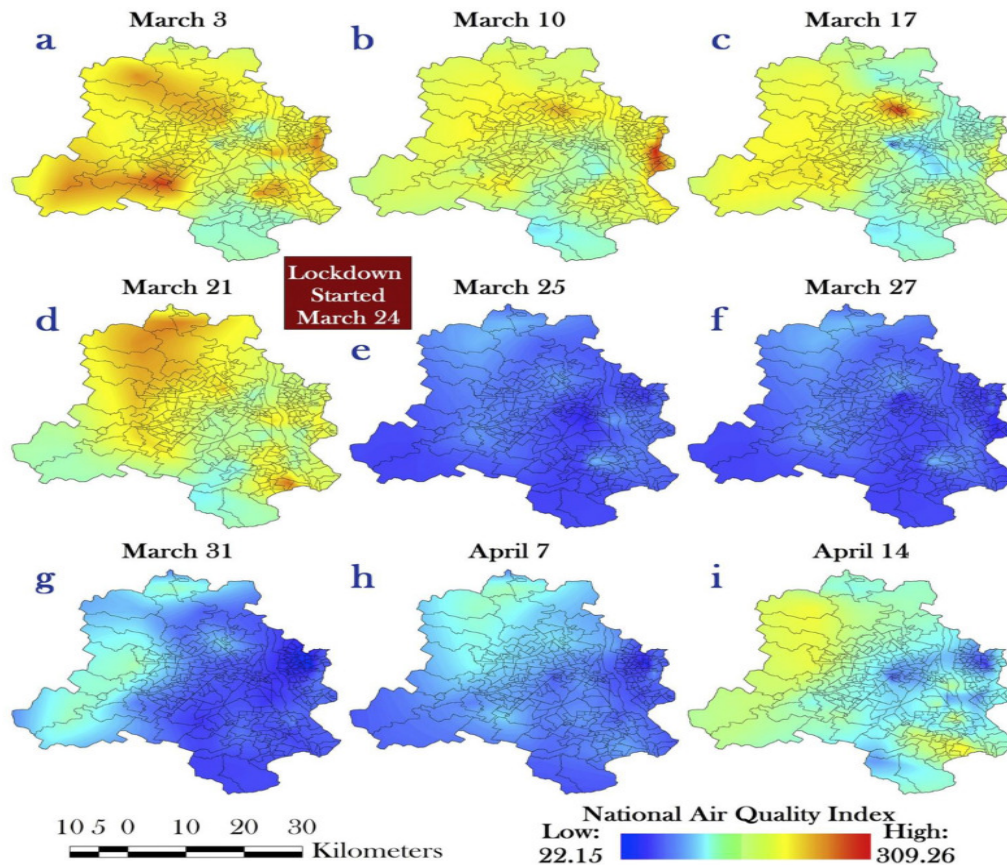 March 3
March 10
March 17
a
b
c
Lockdown
Started
March 24
March 21
March 25
March 27
d
e
f
March 31
April 7
April 14
g
h
i
National Air Quality Index
Low:
High:
22.15
309.26
10 5 0 10 20 30
Kilometers